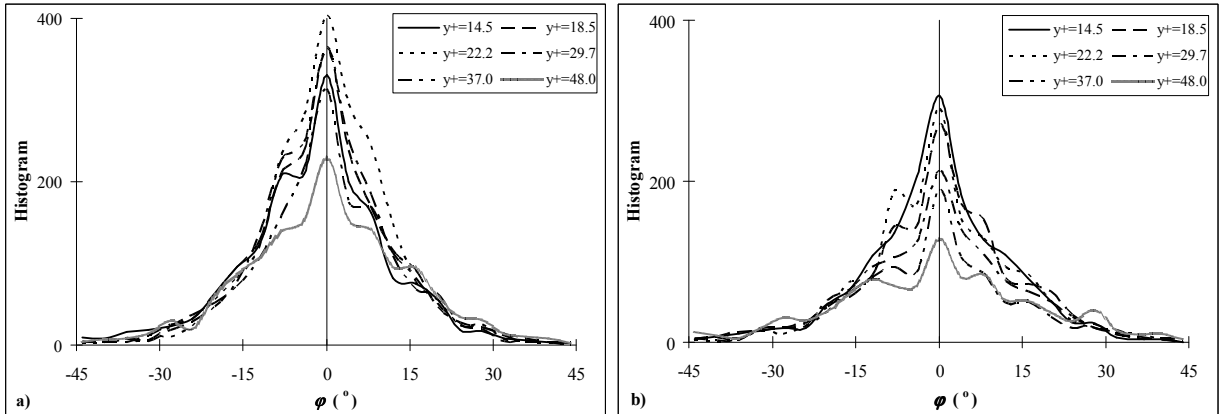 400
y+=14.5 y+=18.5
y+=22.2 y+=29.7
y+=37.0 y+=48.0
Histogram
200
0
-45 -30 -15 0 15 30 45
a) φ (°)
400
y+=14.5 y+=18.5
y+=22.2 y+=29.7
y+=37.0 y+=48.0
Histogram
200
0
-45 -30 -15 0 15 30 45
b) φ (°)